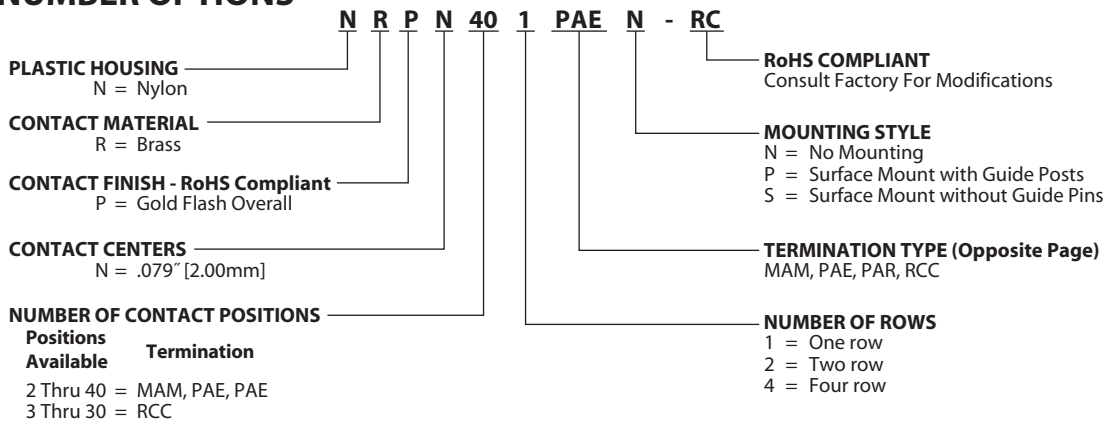 NUMBER OPTIONS
N R P N 40 1 PAE N - RC
PLASTIC HOUSING
N = Nylon
CONTACT MATERIAL
R = Brass
CONTACT FINISH - RoHS Compliant
P = Gold Flash Overall
CONTACT CENTERS
N = .079˝ [2.00mm]
NUMBER OF CONTACT POSITIONS
Positions Available Termination
2 Thru 40 = MAM, PAE, PAE
3 Thru 30 = RCC
RoHS COMPLIANT
Consult Factory For Modifications
MOUNTING STYLE
N = No Mounting
P = Surface Mount with Guide Posts
S = Surface Mount without Guide Pins
TERMINATION TYPE (Opposite Page)
MAM, PAE, PAR, RCC
NUMBER OF ROWS
1 = One row
2 = Two row
4 = Four row